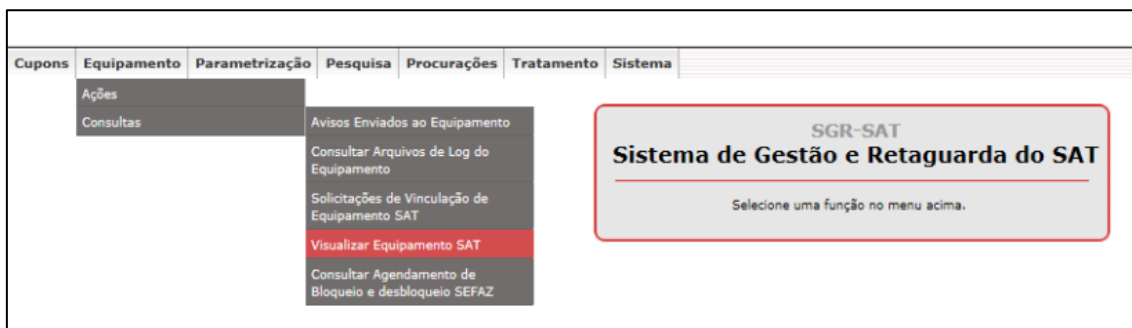 Cupons Equipamento Parametrização Pesquisa Procurações Tratamento Sistema
Ações
Consultas
Avisos Enviados ao Equipamento
Consultar Arquivos de Log do
Equipamento
Solicitações de Vinculação de
Equipamento SAT
Visualizar Equipamento SAT
Consultar Agendamento de
Bloqueio e desbloqueio SEFAZ
SGR-SAT
Sistema de Gestão e Retaguarda do SAT
Selecione uma função no menu acima.